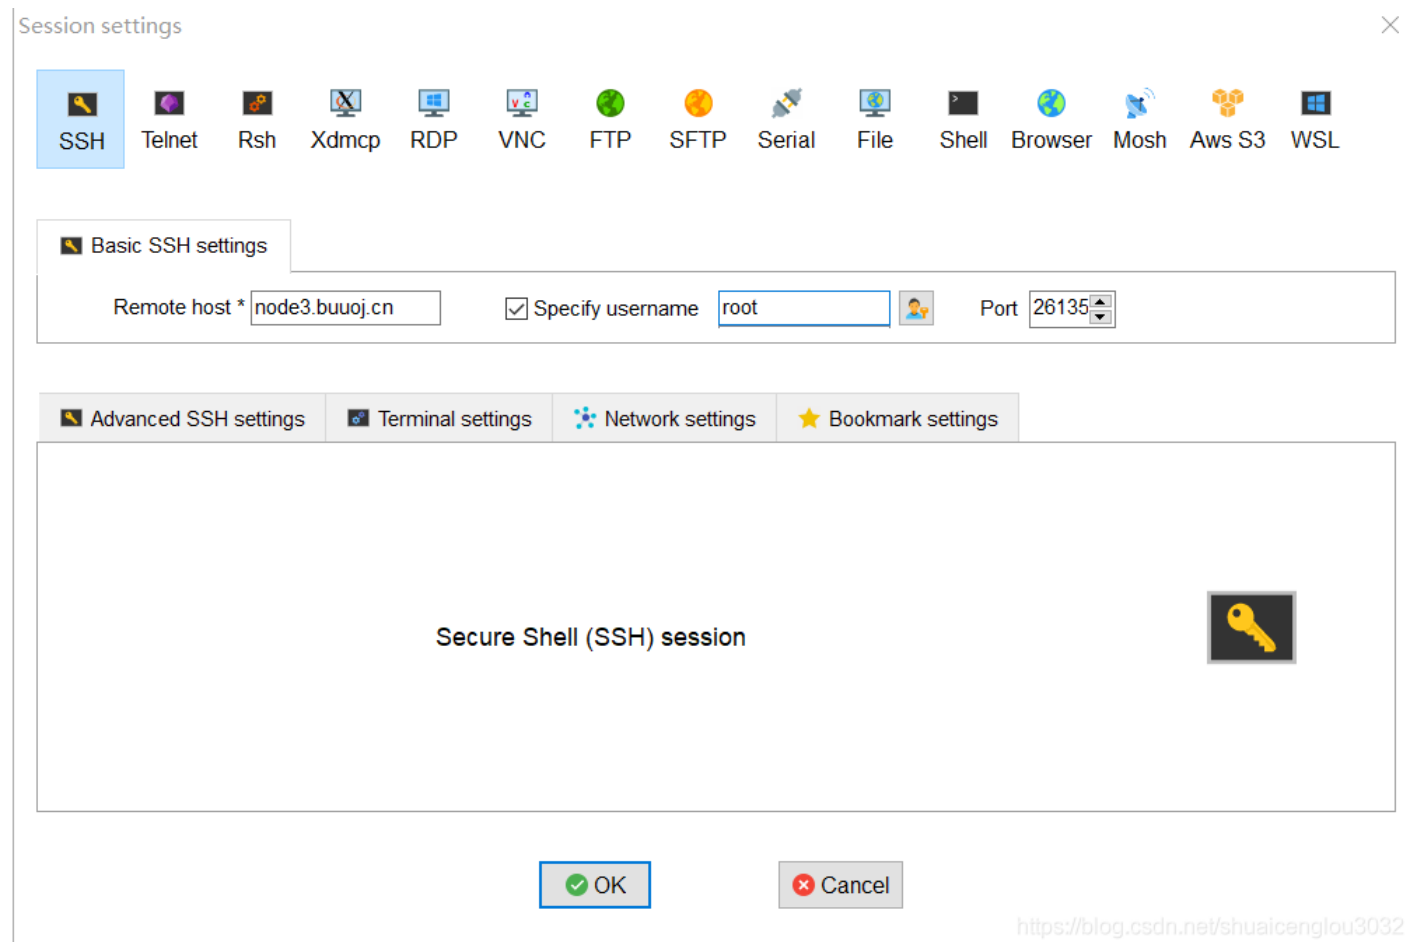 Session settings
SSH Telnet Rsh Xdmcp RDP VNC FTP SFTP Serial File Shell Browser Mosh Aws S3 WSL
Basic SSH settings
Remote host * node3.buuoj.cn Specify username root Port 26135
Advanced SSH settings Terminal settings Network settings Bookmark settings
Secure Shell (SSH) session
OK Cancel
https://blog.csdn.net/shuaicenglou3032